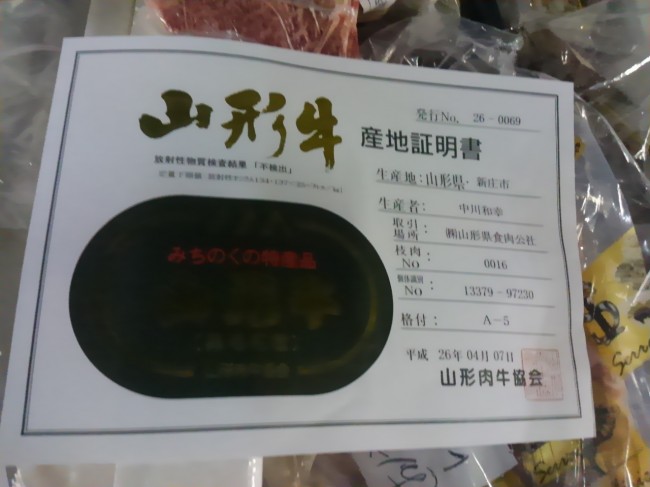 山形牛
産地証明書
発行No. 26-0069
放射性物質検査結果「不検出」
生産地:山形県・新庄市
生産者: 中川和幸
取引場所: ㈱山形県食肉公社
枝肉NO : 0016
個体識別NO : 13379-97230
格付: A-5
平成 26年04月07日
山形肉牛協会
みちのくの特産品